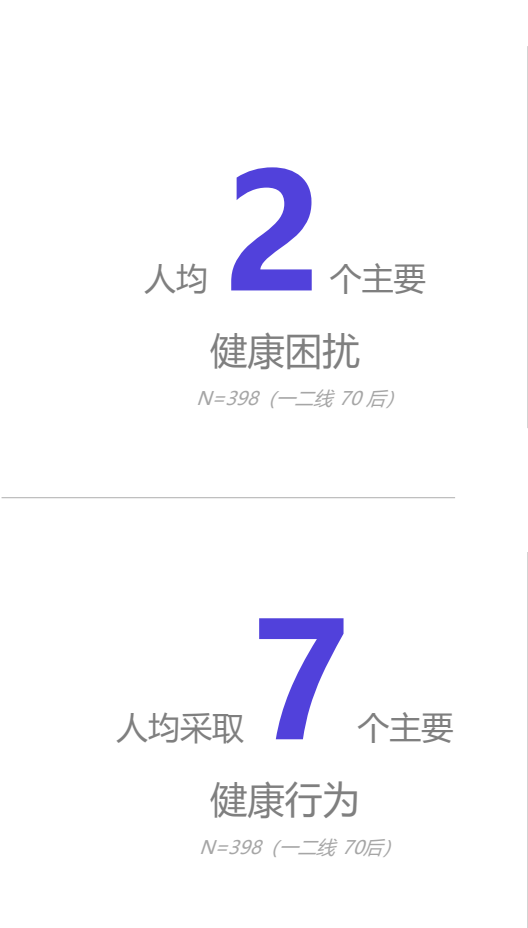 人均 2 个主要
健康困扰
N=398（一二线 70 后）
人均采取 7 个主要
健康行为
N=398（一二线 70后）